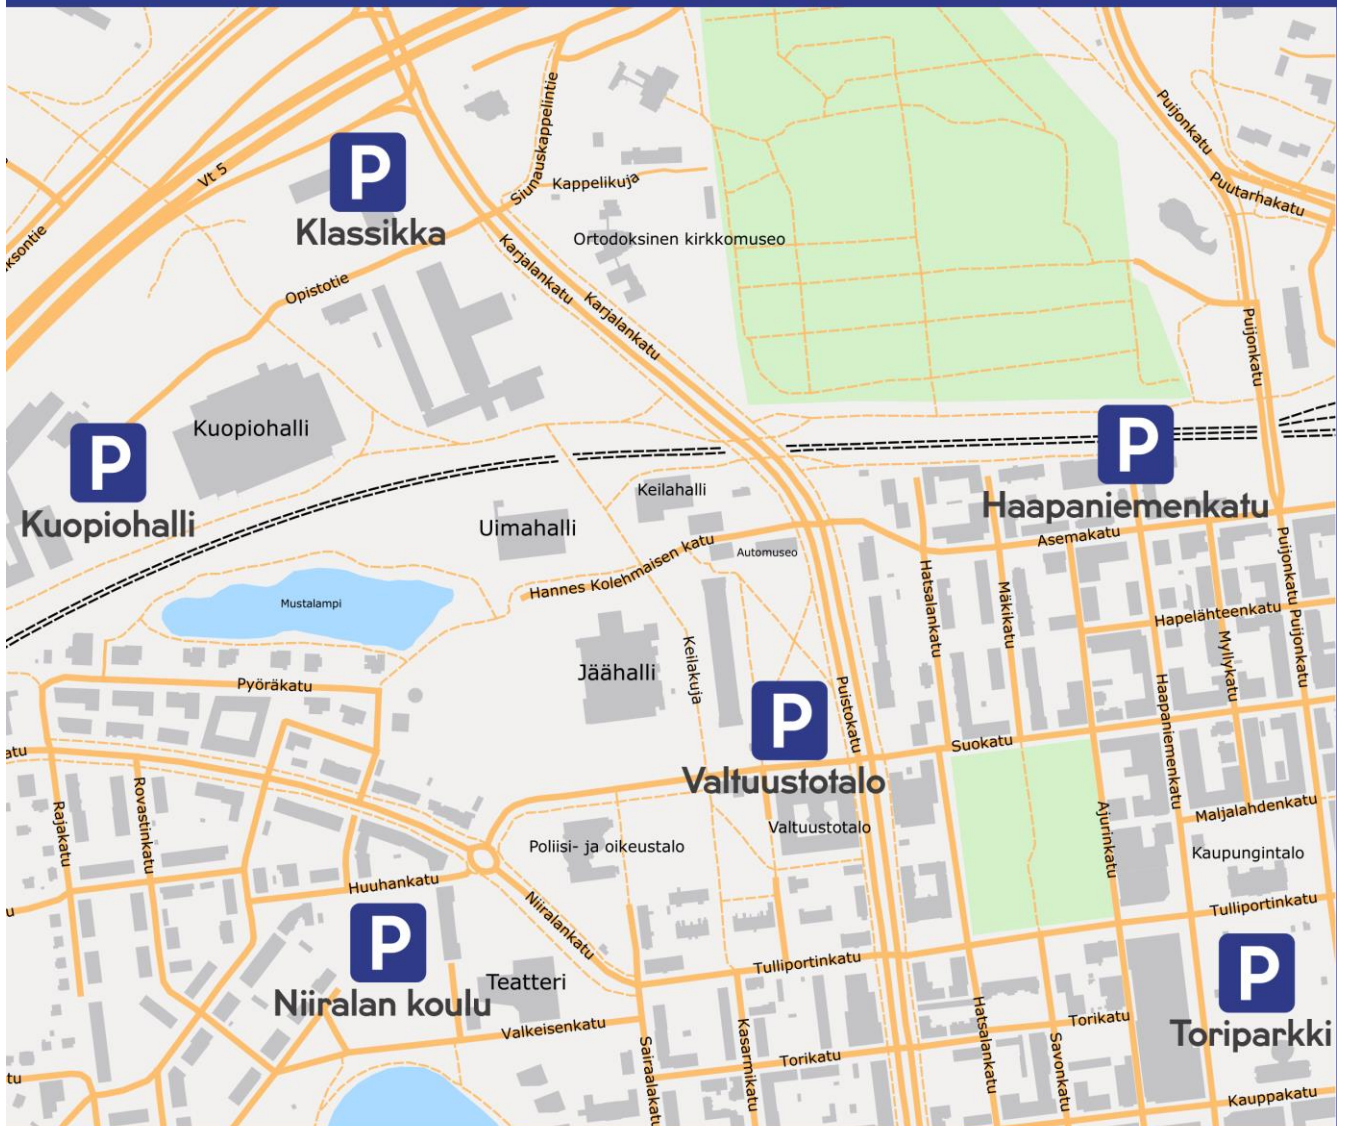 Puijonkatu
Siunauskappelintie
Vt 5
P
Kappelikuja
Puutarhakatu
Klassikka
Ortodoksinen kirkkomuseo
ksontie
Karjalankatu
Opistotie
Karjalankatu
Puijonkatu
Kuopiohalli
P
P
Keilahalli
Haapaniemenkatu
Kuopiohalli
Uimahalli
Asemakatu
Puijonkatu
Automuseo
Hannes Kolehmaisen katu
Hatsalankatu
Mäkikatu
Mustalampi
Hapelähteenkatu
Puijonkatu
Myllykatu
Keilakuja
Jäähalli
Pyöräkatu
Haapaniemenkatu
Puistokatu
P
Suokatu
atu
Valtuustotalo
Rovastinkatu
Rajakatu
Maljalahdenkatu
Ajurinkatu
Valtuustotalo
Poliisi- ja oikeustalo
Kaupungintalo
Huuhankatu
u
Tulliportinkatu
Niiralankatu
P
Tulliportinkatu
P
Teatteri
Niiralan koulu
Hatsalankatu
Torikatu
Valkeisenkatu
Toriparkki
Kasarmikatu
Savonkatu
Sairaalakatu
Torikatu
tu
Kauppakatu